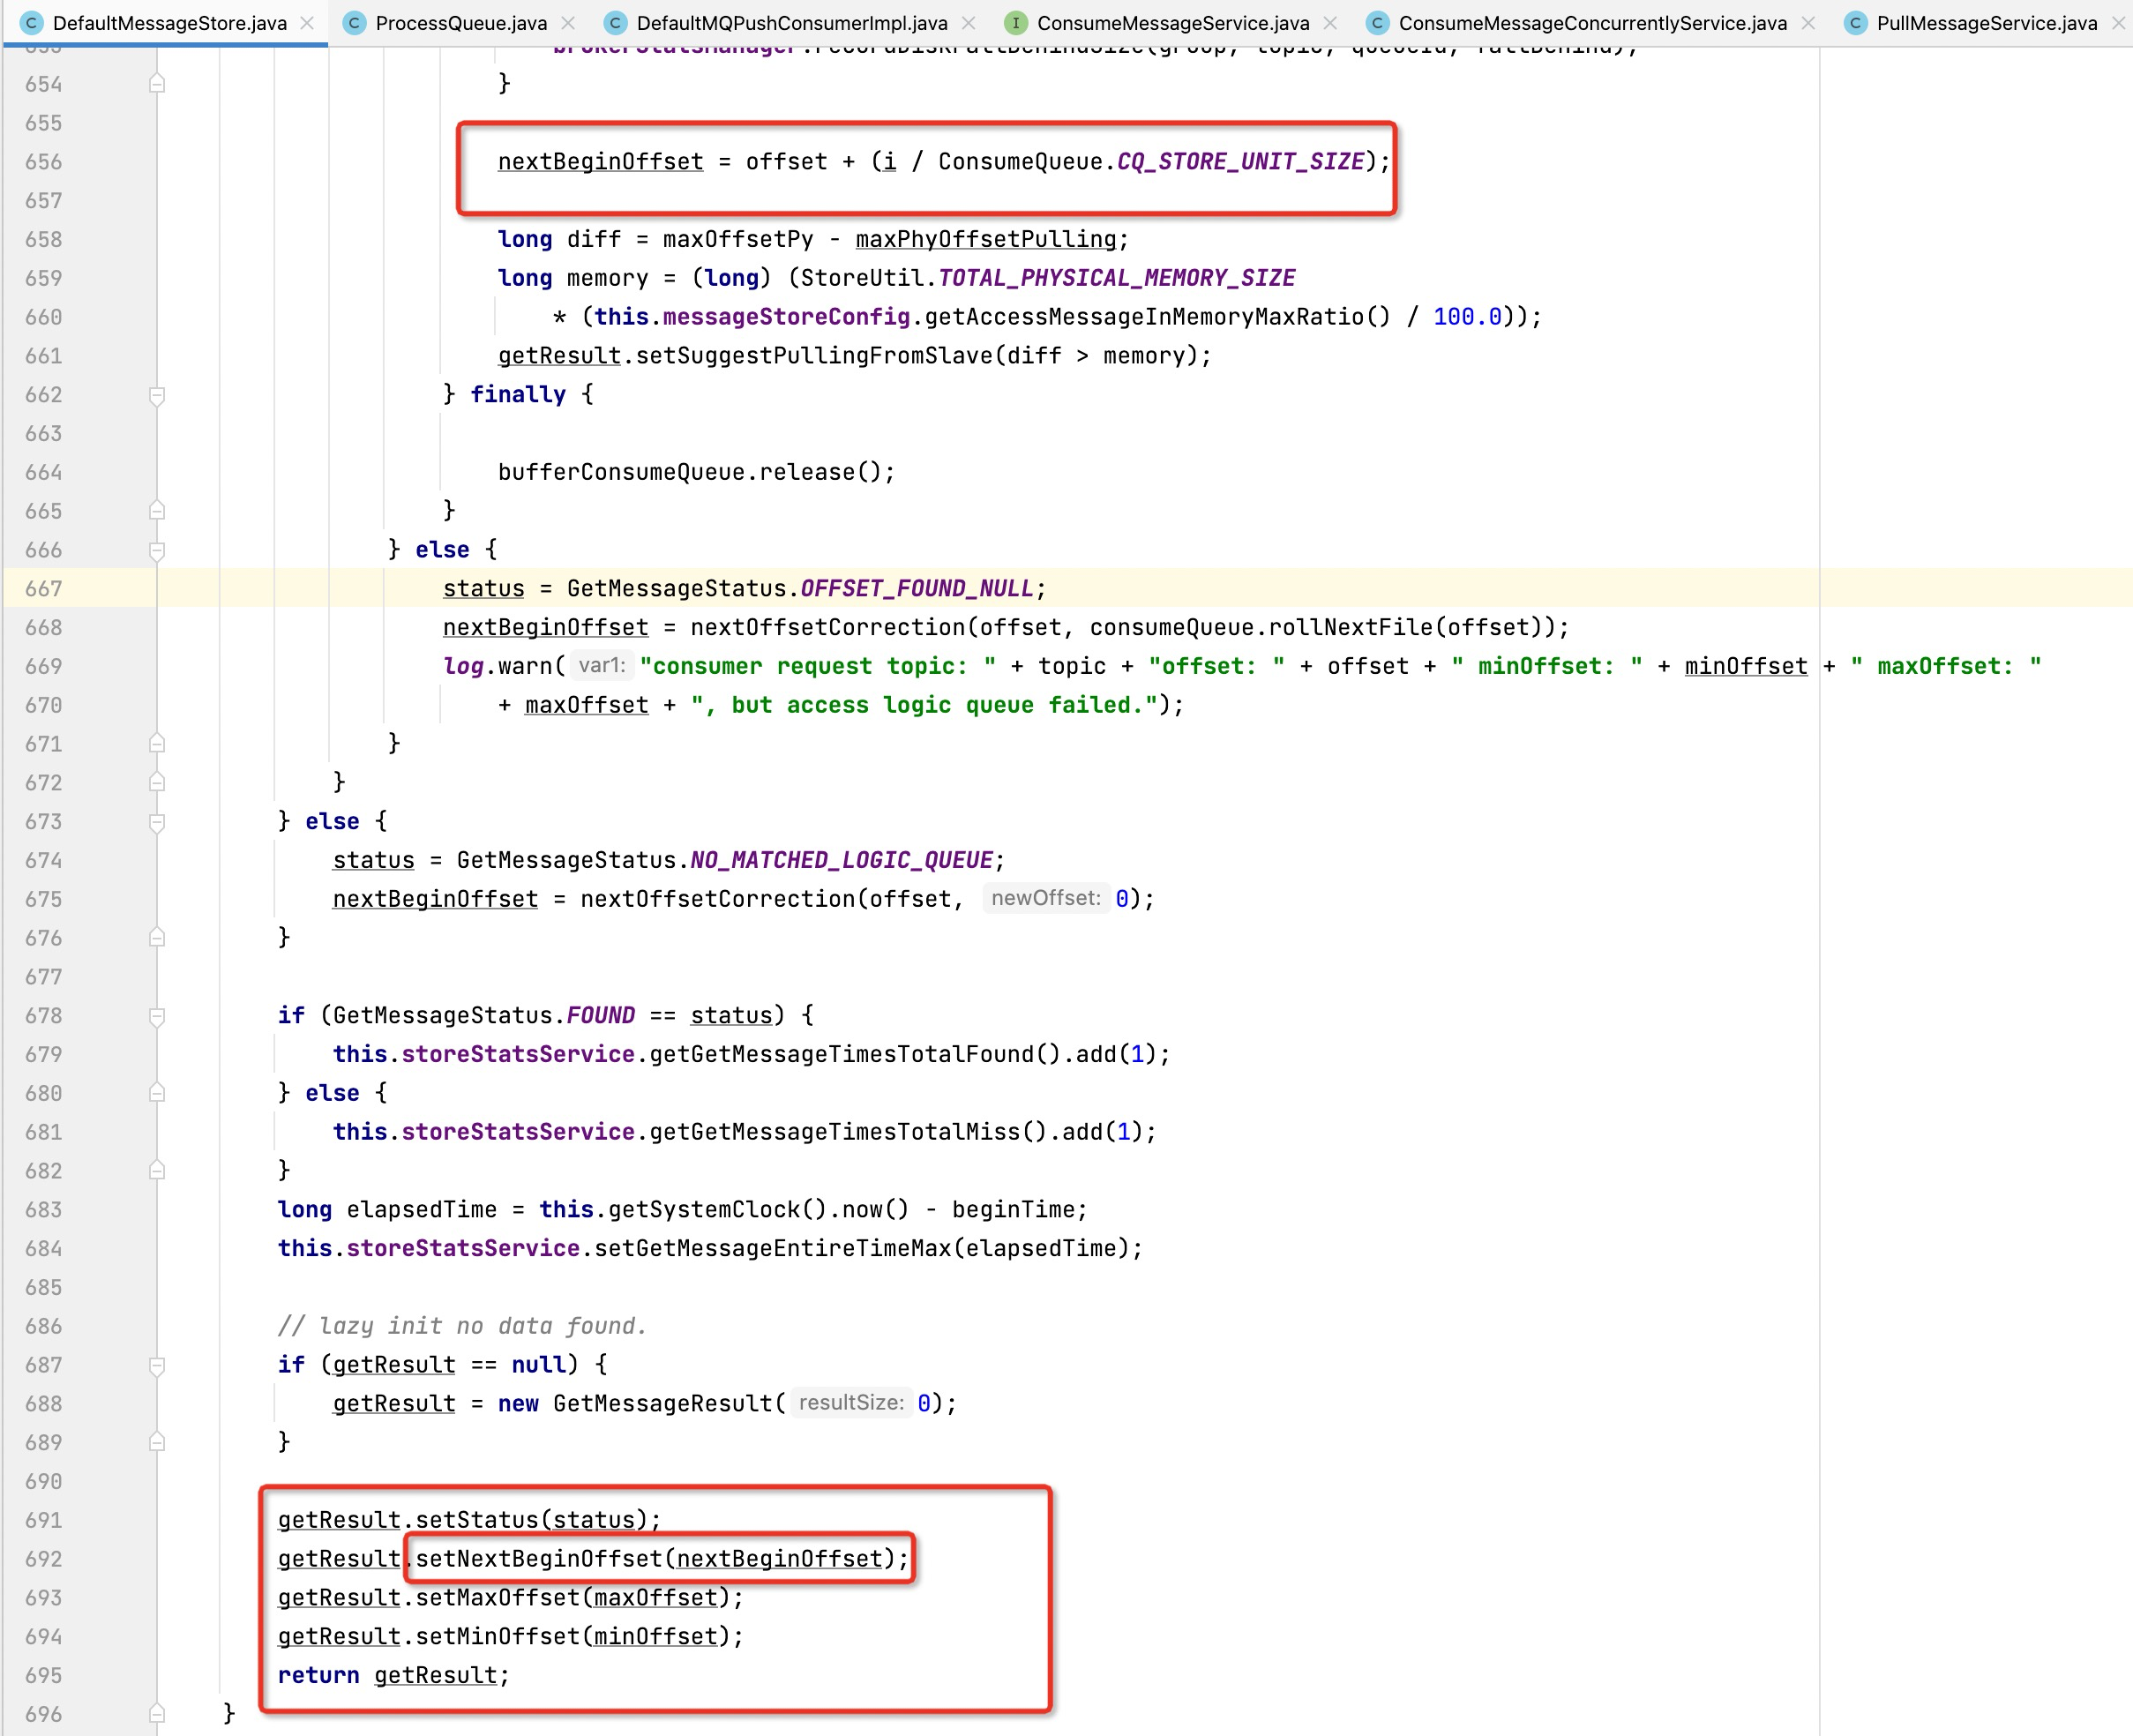 DefaultMessageStore.java ProcessQueue.java DefaultMQPushConsumerImpl.java ConsumeMessageService.java ConsumeMessageConcurrentlyService.java PullMessageService.java
653 brokerStatsManager.recordDiskFallBehindSize(group, topic, queueId, fallBehind);
654 }
655
656 nextBeginOffset = offset + (i / ConsumeQueue.CQ_STORE_UNIT_SIZE);
657
658 long diff = maxOffsetPy - maxPhyOffsetPulling;
659 long memory = (long) (StoreUtil.TOTAL_PHYSICAL_MEMORY_SIZE
660 * (this.messageStoreConfig.getAccessMessageInMemoryMaxRatio() / 100.0));
661 getResult.setSuggestPullingFromSlave(diff > memory);
662 } finally {
663
664 bufferConsumeQueue.release();
665 }
666 } else {
667 status = GetMessageStatus.OFFSET_FOUND_NULL;
668 nextBeginOffset = nextOffsetCorrection(offset, consumeQueue.rollNextFile(offset));
669 log.warn( var1: "consumer request topic: " + topic + "offset: " + offset + " minOffset: " + minOffset + " maxOffset: "
670 + maxOffset + ", but access logic queue failed.");
671 }
672 }
673 } else {
674 status = GetMessageStatus.NO_MATCHED_LOGIC_QUEUE;
675 nextBeginOffset = nextOffsetCorrection(offset, newOffset: 0);
676 }
677
678 if (GetMessageStatus.FOUND == status) {
679 this.storeStatsService.getGetMessageTimesTotalFound().add(1);
680 } else {
681 this.storeStatsService.getGetMessageTimesTotalMiss().add(1);
682 }
683 long elapsedTime = this.getSystemClock().now() - beginTime;
684 this.storeStatsService.setGetMessageEntireTimeMax(elapsedTime);
685
686 // lazy init no data found.
687 if (getResult == null) {
688 getResult = new GetMessageResult( resultSize: 0);
689 }
690
691 getResult.setStatus(status);
692 getResult.setNextBeginOffset(nextBeginOffset);
693 getResult.setMaxOffset(maxOffset);
694 getResult.setMinOffset(minOffset);
695 return getResult;
696 }